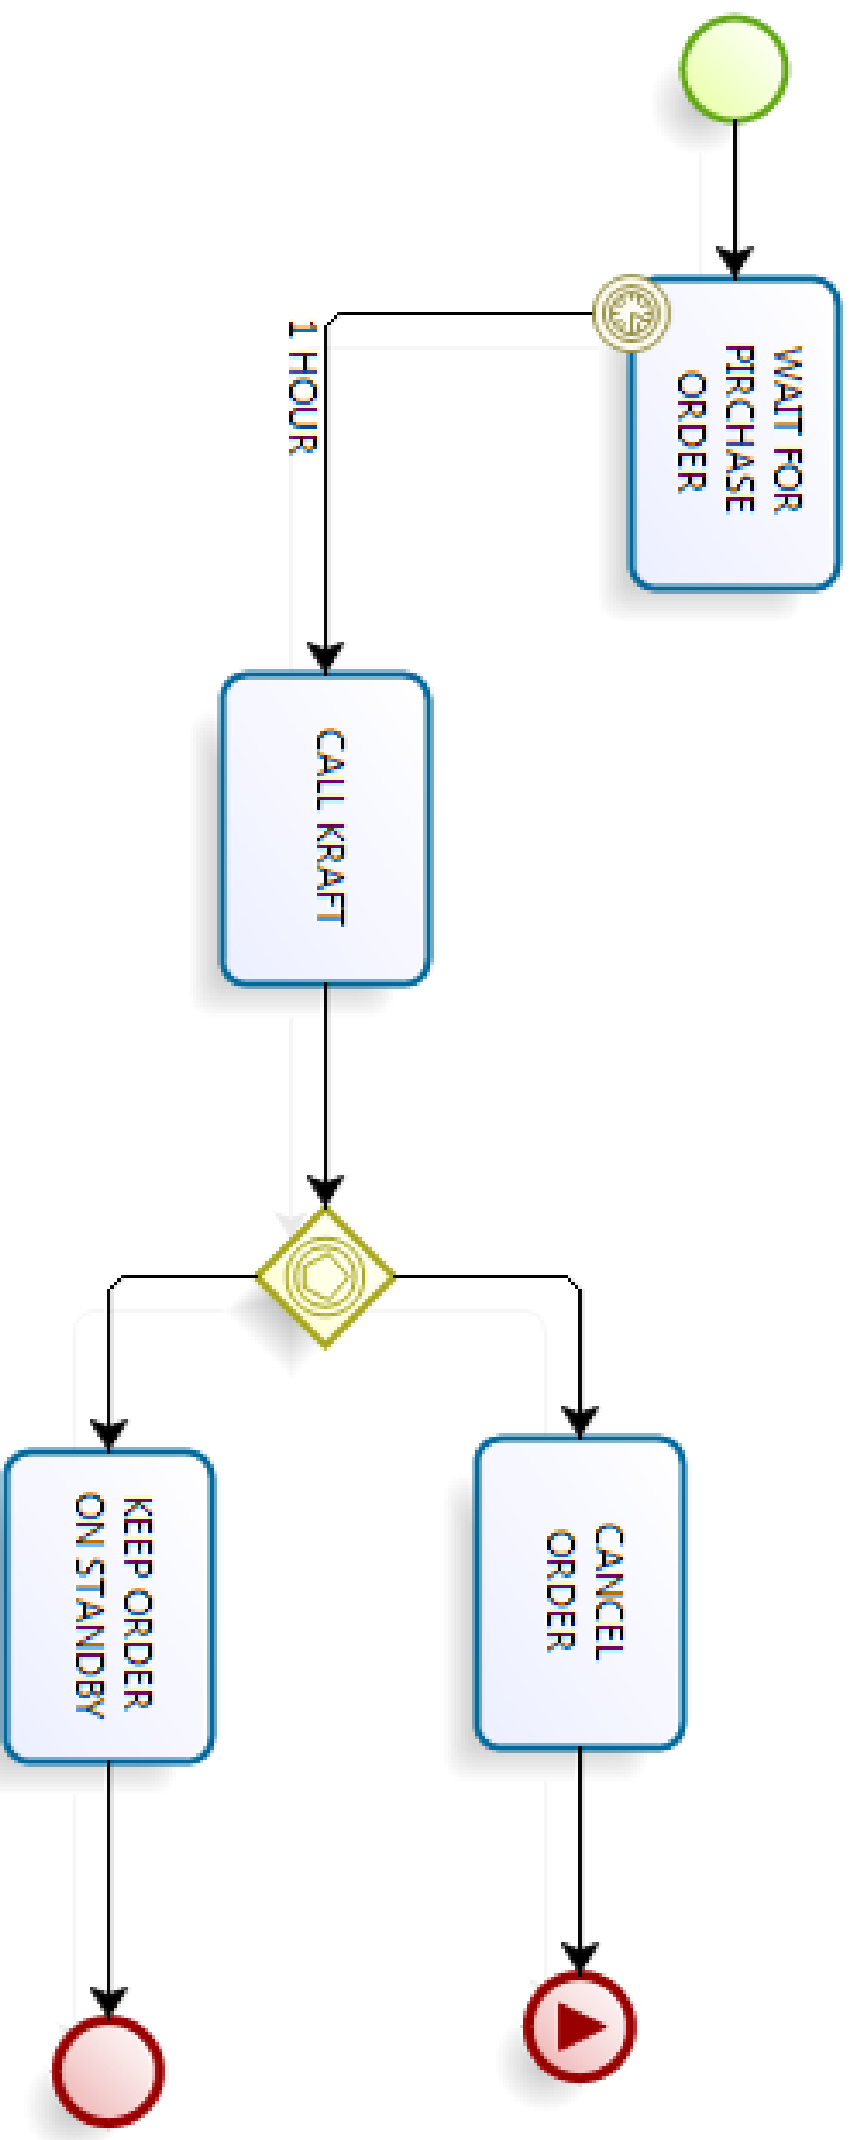 WAIT FOR
PIRCHASE
ORDER
1 HOUR
CALL KRAFT
CANCEL
ORDER
KEEP ORDER
ON STANDBY